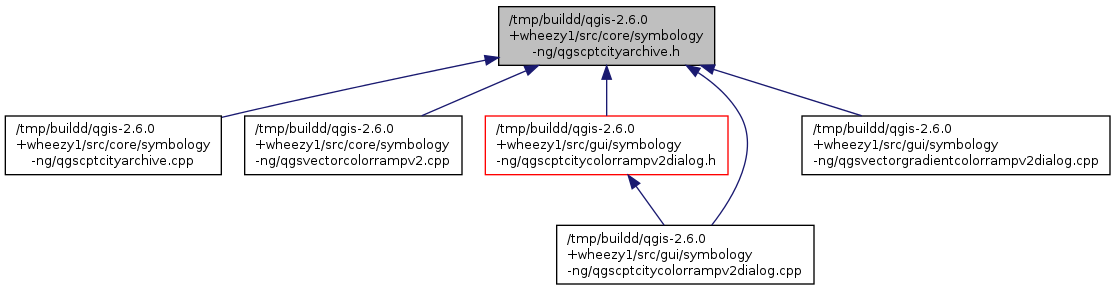 /tmp/buildd/qgis-2.6.0
+wheezy1/src/core/symbology
-ng/qgscptcityarchive.h
/tmp/buildd/qgis-2.6.0
+wheezy1/src/core/symbology
-ng/qgscptcityarchive.cpp
/tmp/buildd/qgis-2.6.0
+wheezy1/src/core/symbology
-ng/qgsvectorcolorrampv2.cpp
/tmp/buildd/qgis-2.6.0
+wheezy1/src/gui/symbology
-ng/qgscptcitycolorrampv2dialog.h
/tmp/buildd/qgis-2.6.0
+wheezy1/src/gui/symbology
-ng/qgsvectorgradientcolorrampv2dialog.cpp
/tmp/buildd/qgis-2.6.0
+wheezy1/src/gui/symbology
-ng/qgscptcitycolorrampv2dialog.cpp